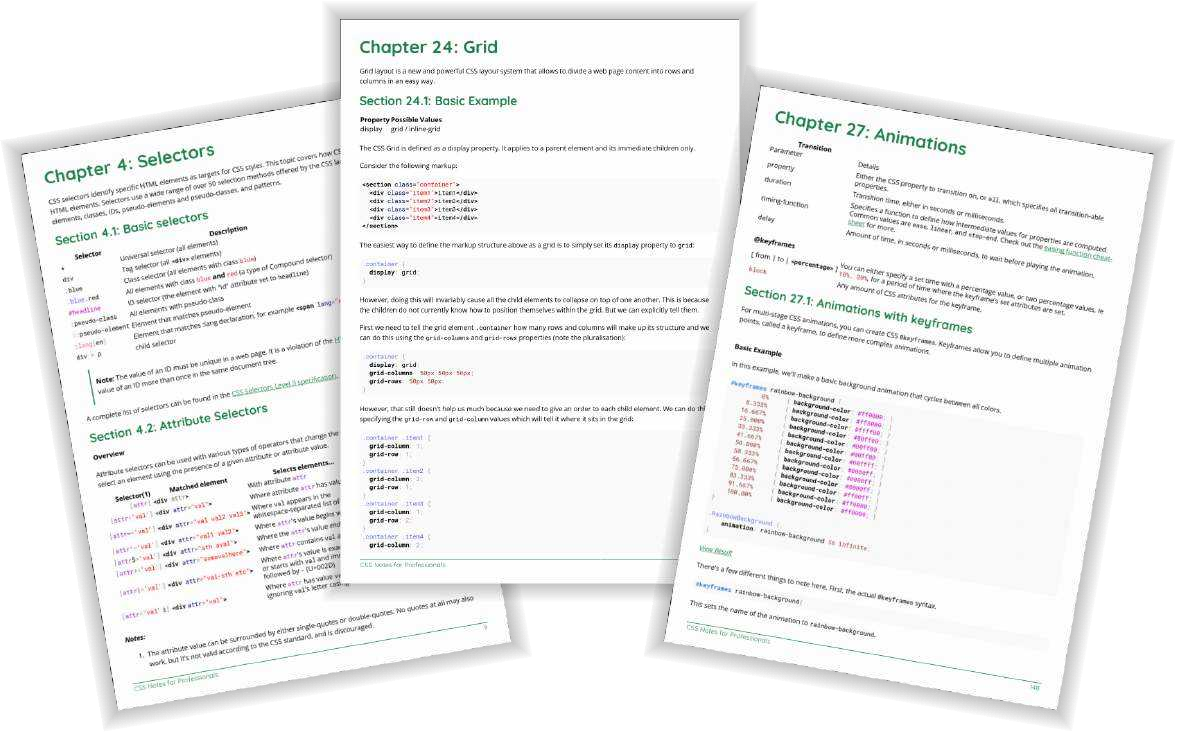 Chapter 4: Selectors
CSS selectors identify specific HTML elements as targets for CSS styles. This topic covers how CS
HTML elements. Selectors use a wide range of over 50 selection methods offered by the CSS la
elements, classes, IDs, pseudo-elements and pseudo-classes, and patterns.
Section 4.1: Basic selectors
Selector Description
* Universal selector (all elements)
div Tag selector (all <div> elements)
.blue Class selector (all elements with class blue)
.blue.red All elements with class blue and red (a type of Compound selector)
#headline ID selector (the element with "id" attribute set to headline)
:pseudo-class All elements with pseudo-class
::pseudo-element Element that matches pseudo-element
:lang(en) Element that matches :lang declaration, for example <span lang="
div > p child selector
Note: The value of an ID must be unique in a web page. It is a violation of the
value of an ID more than once in the same document tree.
A complete list of selectors can be found in the CSS Selectors Level 3 specification.
Section 4.2: Attribute Selectors
Overview
Attribute selectors can be used with various types of operators that change the
select an element using the presence of a given attribute or attribute value.
Selector(1) Matched element Selects elements...
[attr] <div attr> With attribute attr
[attr='val'] <div attr="val"> Where attribute attr has valu
[attr~='val'] <div attr="val val2 val3"> Where val appears in the
whitespace-separated list of
[attr^='val'] <div attr="val1 val2"> Where attr's value begins w
[attr$='val'] <div attr="sth aval"> Where the attr's value end
[attr*='val'] <div attr="somevalhere"> Where attr contains val a
[attr|='val'] <div attr="val-sth etc"> Where attr's value is exac
or starts with val and im
followed by - (U+002D)
[attr='val' i] <div attr="val"> Where attr has value v
ignoring val's letter casing
Notes:
1. The attribute value can be surrounded by either single-quotes or double-quotes. No quotes at all may also
work, but it's not valid according to the CSS standard, and is discouraged.
CSS Notes for Professionals
Chapter 24: Grid
Grid layout is a new and powerful CSS layout system that allows to divide a web page content into rows and
columns in an easy way.
Section 24.1: Basic Example
Property Possible Values
display grid / inline-grid
The CSS Grid is defined as a display property. It applies to a parent element and its immediate children only.
Consider the following markup:
<section class="container">
<div class="item1">item1</div>
<div class="item2">item2</div>
<div class="item3">item3</div>
<div class="item4">item4</div>
</section>
The easiest way to define the markup structure above as a grid is to simply set its display property to grid:
.container {
display: grid;
}
However, doing this will invariably cause all the child elements to collapse on top of one another. This is because
the children do not currently know how to position themselves within the grid. But we can explicitly tell them.
First we need to tell the grid element .container how many rows and columns will make up its structure and we
can do this using the grid-columns and grid-rows properties (note the pluralisation):
.container {
display: grid;
grid-columns: 50px 50px 50px;
grid-rows: 50px 50px;
}
However, that still doesn't help us much because we need to give an order to each child element. We can do thi
specifying the grid-row and grid-column values which will tell it where it sits in the grid:
.container .item1 {
grid-column: 1;
grid-row: 1;
}
.container .item2 {
grid-column: 2;
grid-row: 1;
}
.container .item3 {
grid-column: 1;
grid-row: 2;
}
.container .item4 {
grid-column: 2;
CSS Notes for Professionals
Chapter 27: Animations
Transition
Parameter Details
property Either the CSS property to transition on, or all, which specifies all transition-able
properties.
duration Transition time, either in seconds or milliseconds.
timing-function Specifies a function to define how intermediate values for properties are computed.
Common values are ease, linear, and step-end. Check out the easing function cheat-
sheet for more.
delay Amount of time, in seconds or milliseconds, to wait before playing the animation.
@keyframes
[ from | to | <percentage> ] You can either specify a set time with a percentage value, or two percentage values, ie
10%, 20%, for a period of time where the keyframe's set attributes are set.
block Any amount of CSS attributes for the keyframe.
Section 27.1: Animations with keyframes
For multi-stage CSS animations, you can create CSS @keyframes. Keyframes allow you to define multiple animation
points, called a keyframe, to define more complex animations.
Basic Example
In this example, we'll make a basic background animation that cycles between all colors.
@keyframes rainbow-background {
0% { background-color: #ff0000; }
8.333% { background-color: #ff8000; }
16.667% { background-color: #ffff00; }
25.000% { background-color: #80ff00; }
33.333% { background-color: #00ff00; }
41.667% { background-color: #00ff80; }
50.000% { background-color: #00ffff; }
58.333% { background-color: #0080ff; }
66.667% { background-color: #0000ff; }
75.000% { background-color: #8000ff; }
83.333% { background-color: #ff00ff; }
91.667% { background-color: #ff0080; }
100.00% { background-color: #ff0000; }
}
.RainbowBackground {
animation: rainbow-background 5s infinite;
}
View Result
There's a few different things to note here. First, the actual @keyframes syntax.
@keyframes rainbow-background{
This sets the name of the animation to rainbow-background.
CSS Notes for Professionals
148